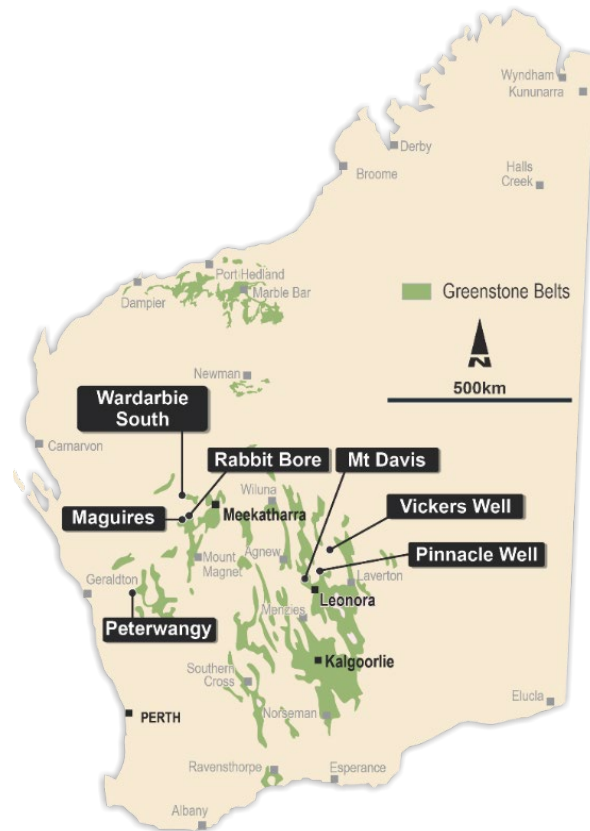 Wyndham
Kununarra
Derby
Broome
Halls
Creek
Port Hedland
Dampier
Marble Bar
Greenstone Belts
N
500km
Newman
Wardarbie
South
Carnarvon
Rabbit Bore
Mt Davis
Wiluna
Vickers Well
Maguires
Meekatharra
Mount
Magnet
Agnew
Pinnacle Well
Laverton
Geraldton
Leonora
Menzies
Peterwangy
Kalgoorlie
Southern
Cross
Elucla
Norseman
PERTH
Ravensthorpe
Esperance
Albany